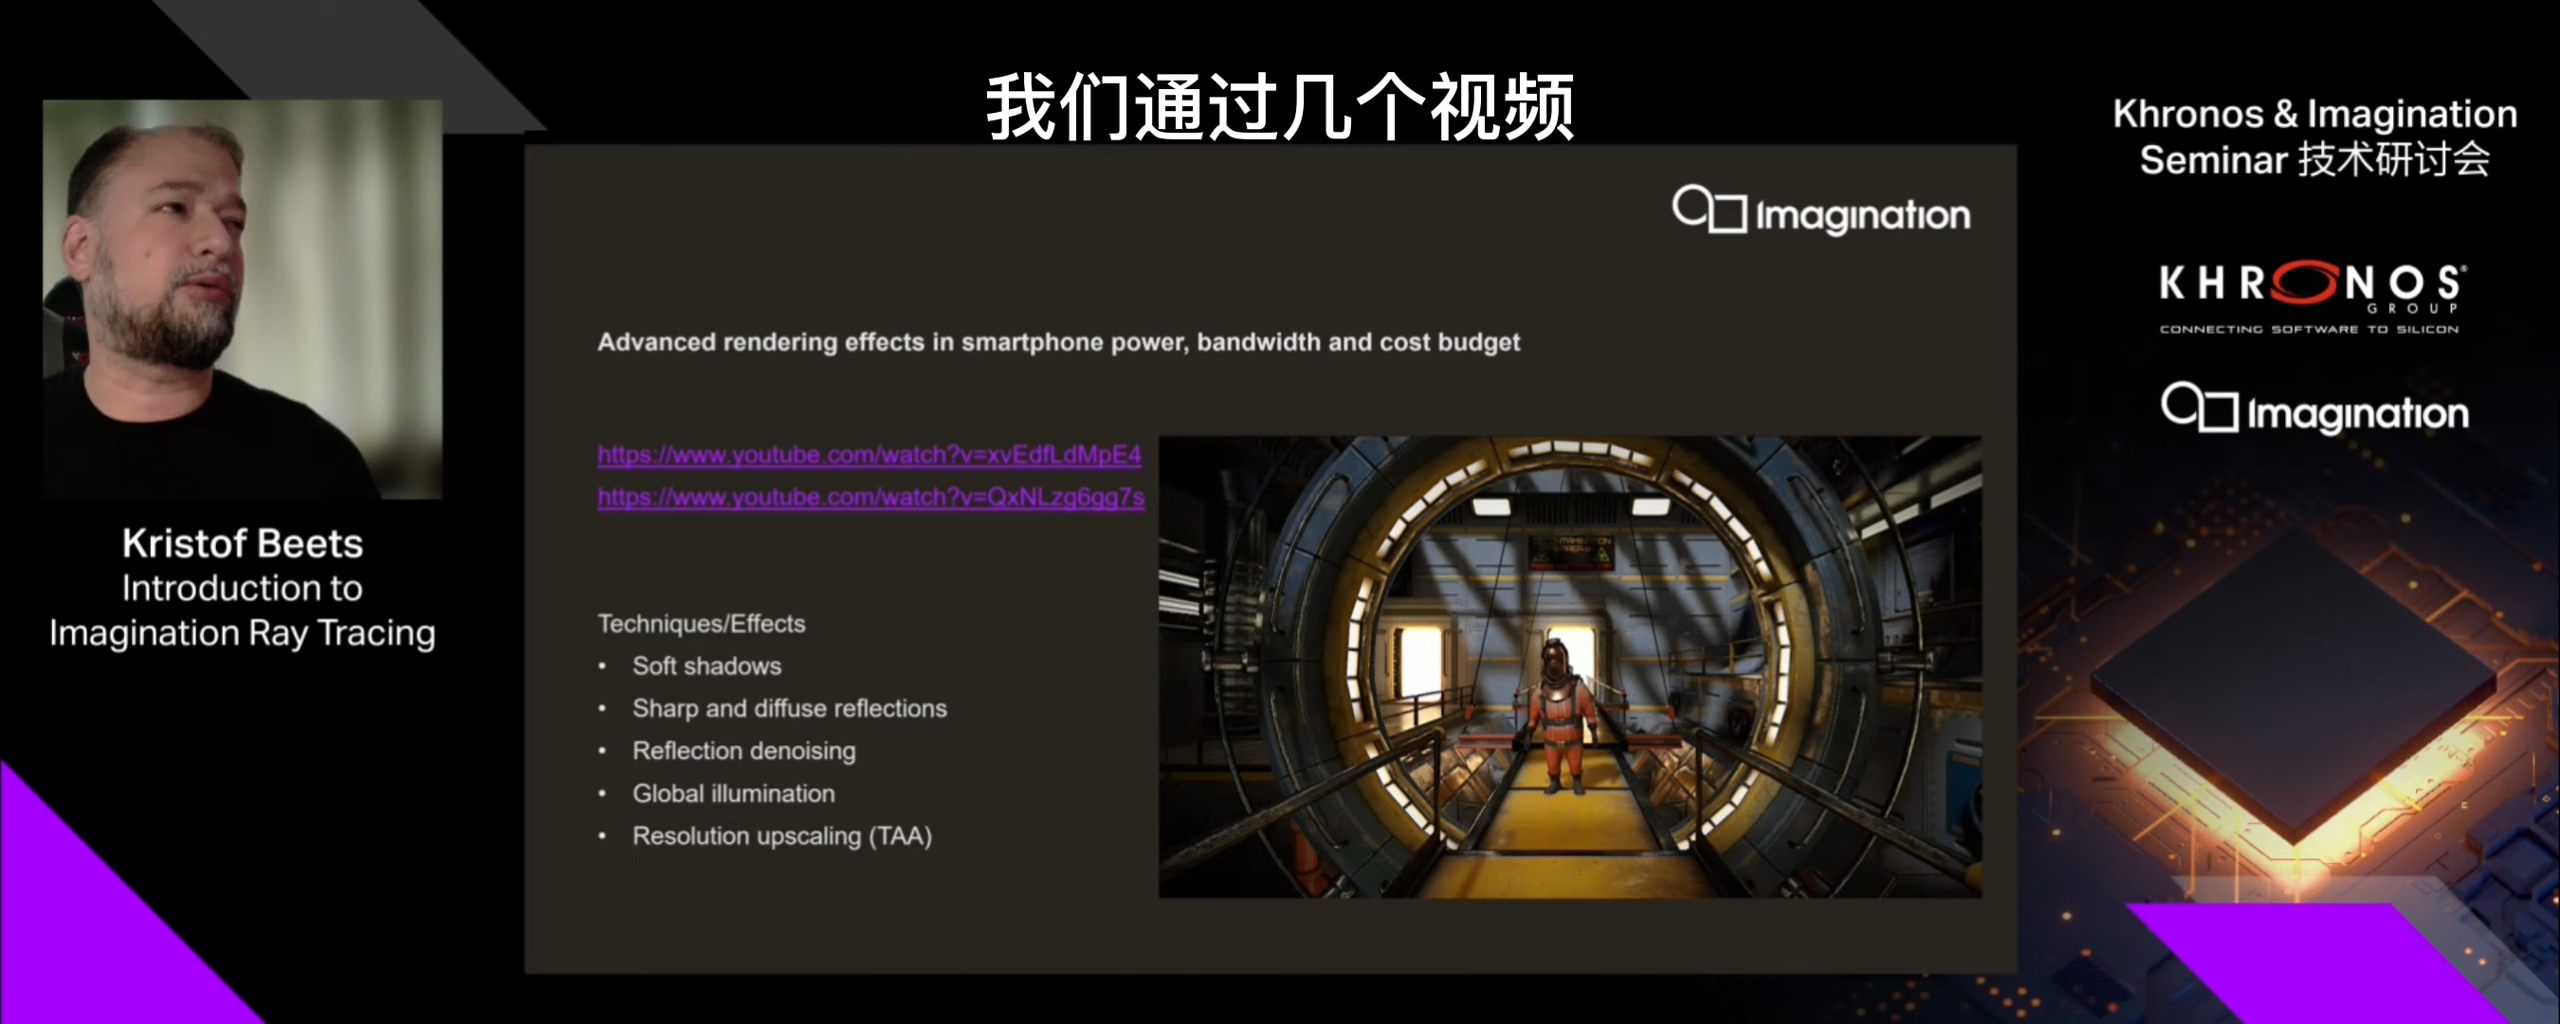 我们通过几个视频
Khronos & Imagination
Seminar 技术研讨会
KHRONOS
GROUP
CONNECTING SOFTWARE TO SILICON
Imagination
Kristof Beets
Introduction to
Imagination Ray Tracing
Imagination
Advanced rendering effects in smartphone power, bandwidth and cost budget
https://www.youtube.com/watch?v=xvEdfLdMpE4
https://www.youtube.com/watch?v=QxNLzg6gg7s
Techniques/Effects
• Soft shadows
• Sharp and diffuse reflections
• Reflection denoising
• Global illumination
• Resolution upscaling (TAA)